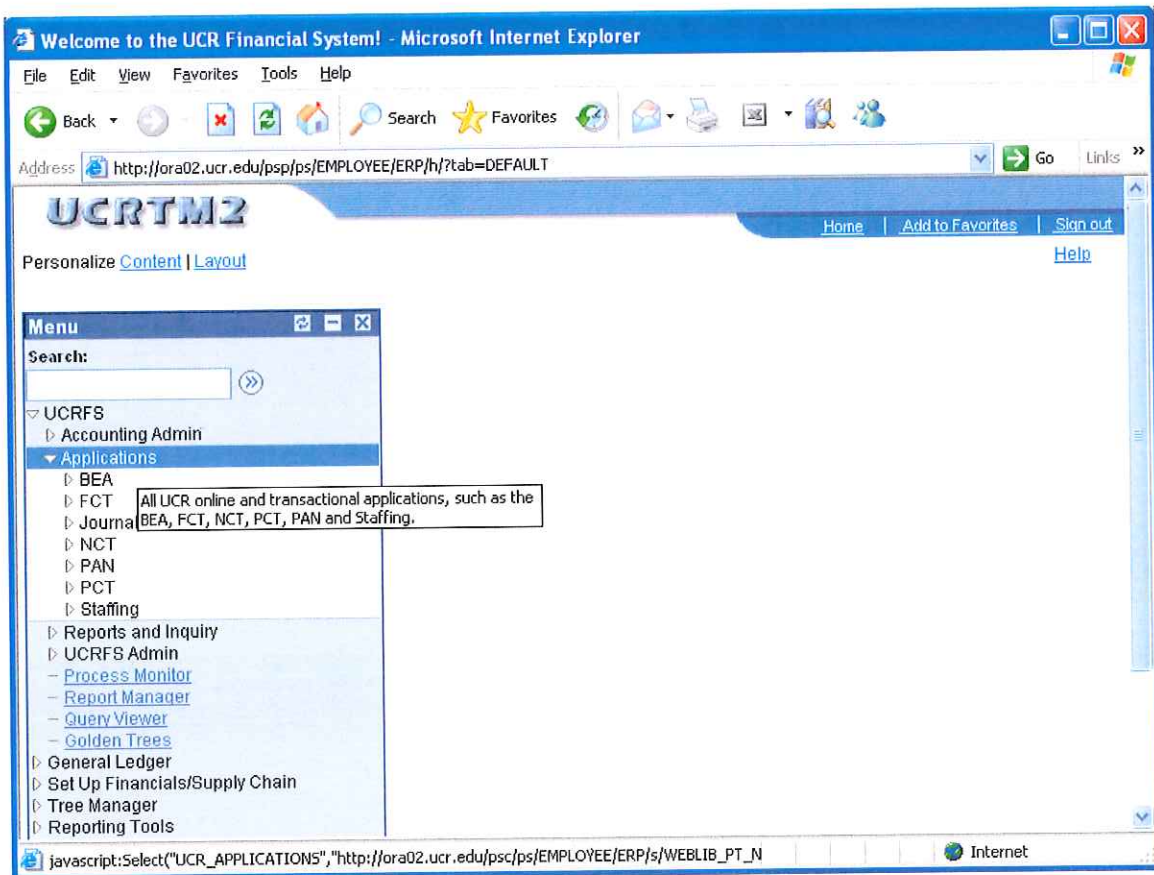 Welcome to the UCR Financial System! - Microsoft Internet Explorer
File Edit View Favorites Tools Help
Back Search Favorites
Address http://ora02.ucr.edu/psp/ps/EMPLOYEE/ERP/h/?tab=DEFAULT Go Links »
UCRTM2
Home | Add to Favorites | Sign out
Personalize Content | Layout
Help
Menu
Search:
UCRFS
Accounting Admin
Applications
BEA
FCT
All UCR online and transactional applications, such as the
BEA, FCT, NCT, PCT, PAN and Staffing.
Journal
NCT
PAN
PCT
Staffing
Reports and Inquiry
UCRFS Admin
– Process Monitor
– Report Manager
– Query Viewer
– Golden Trees
General Ledger
Set Up Financials/Supply Chain
Tree Manager
Reporting Tools
javascript:Select("UCR_APPLICATIONS","http://ora02.ucr.edu/psc/ps/EMPLOYEE/ERP/s/WEBLIB_PT_N Internet